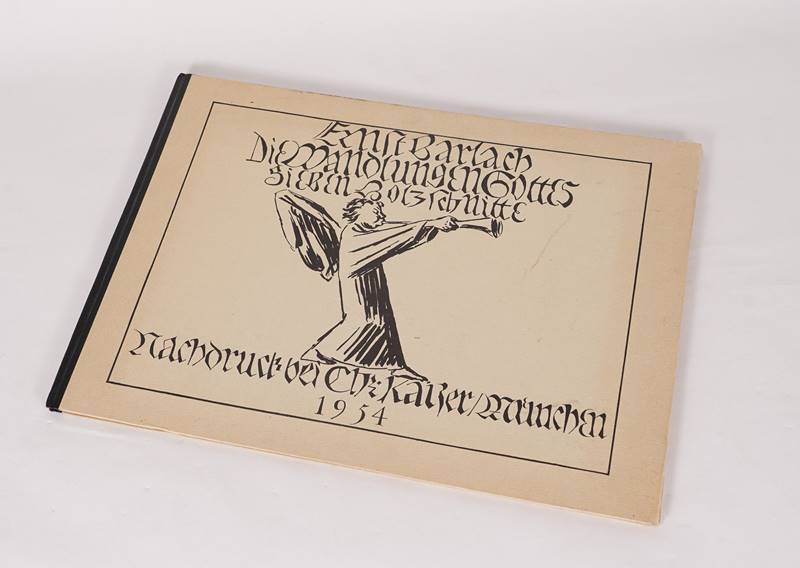 Ernst Barlach
Die Wandlungen Gottes
Sieben Holzschnitte
Nachdruck bei Chr. Kaiser/München
1954